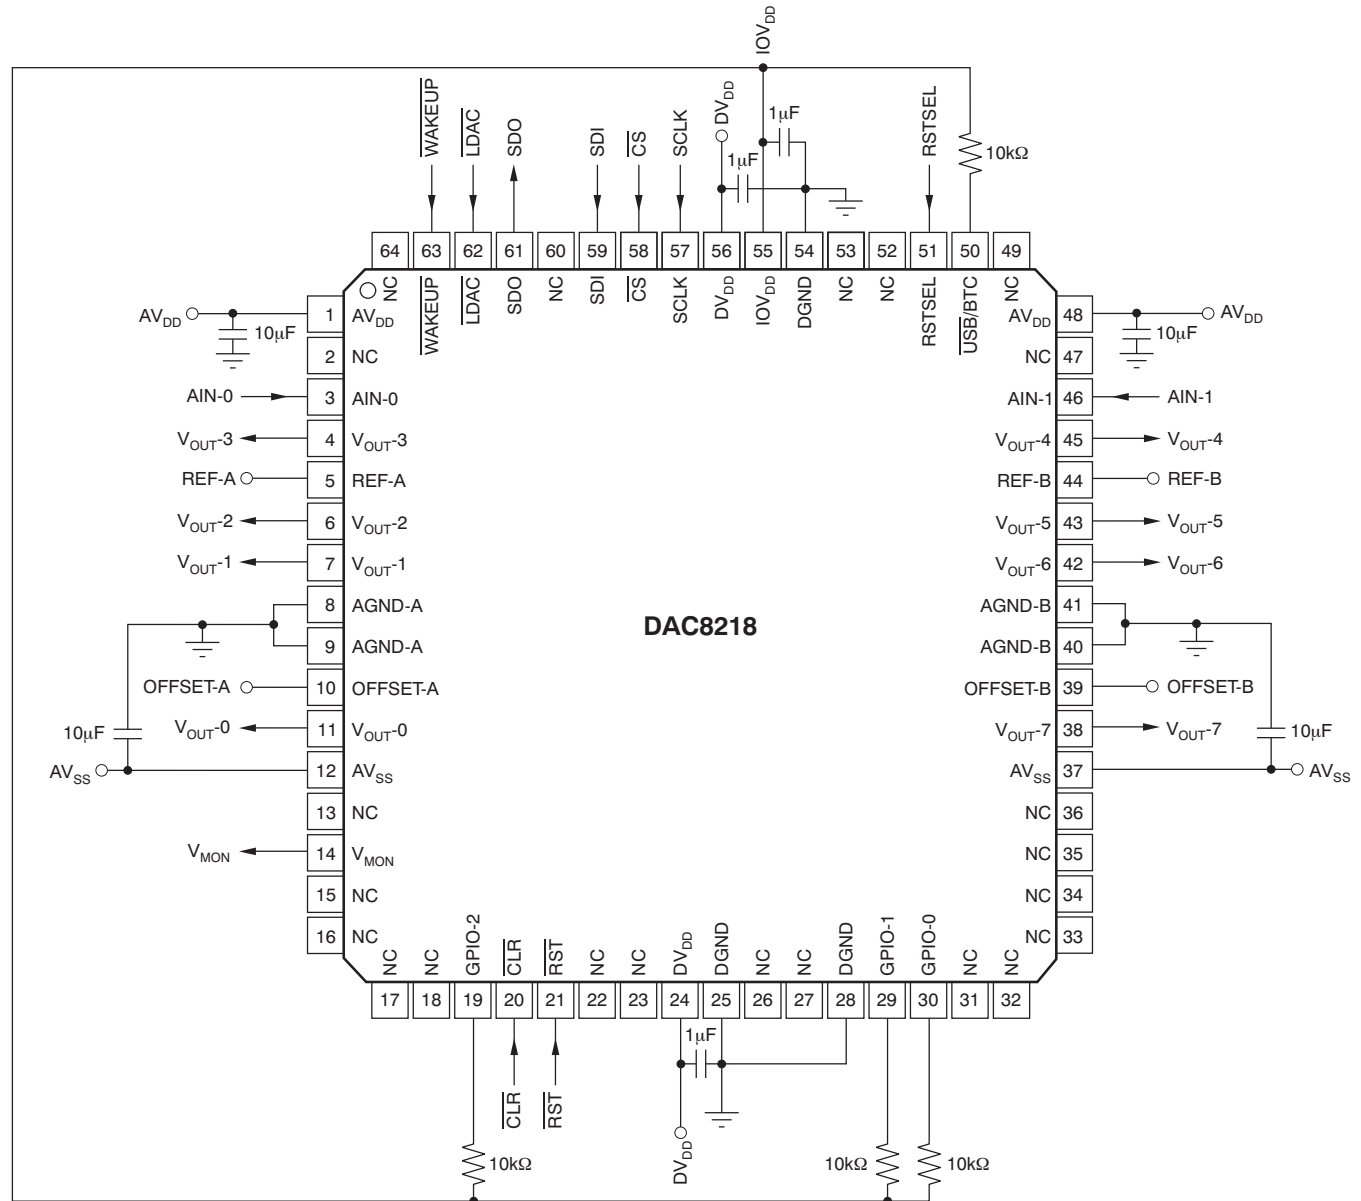 IOVDD
WAKEUP
LDAC
SDO
SDI
CS
SCLK
DVDD
1µF
1µF
RSTSEL
10kΩ
64 63 62 61 60 59 58 57 56 55 54 53 52 51 50 49
NC WAKEUP LDAC SDO NC SDI CS SCLK DVDD IOVDD DGND NC NC RSTSEL USB/BTC NC
AVDD 10µF 1 AVDD
2 NC
AIN-0 3 AIN-0
VOUT-3 4 VOUT-3
REF-A 5 REF-A
VOUT-2 6 VOUT-2
VOUT-1 7 VOUT-1
8 AGND-A
9 AGND-A
OFFSET-A 10 OFFSET-A
10µF VOUT-0 11 VOUT-0
AVSS 12 AVSS
13 NC
VMON 14 VMON
15 NC
16 NC
DAC8218
AVDD 48 10µF AVDD
NC 47
AIN-1 46 AIN-1
VOUT-4 45 VOUT-4
REF-B 44 REF-B
VOUT-5 43 VOUT-5
VOUT-6 42 VOUT-6
AGND-B 41
AGND-B 40
OFFSET-B 39 OFFSET-B
VOUT-7 38 VOUT-7 10µF
AVSS 37 AVSS
NC 36
NC 35
NC 34
NC 33
NC NC GPIO-2 CLR RST NC NC DVDD DGND NC NC DGND GPIO-1 GPIO-0 NC NC
17 18 19 20 21 22 23 24 25 26 27 28 29 30 31 32
1µF
CLR
RST
DVDD
10kΩ
10kΩ
10kΩ